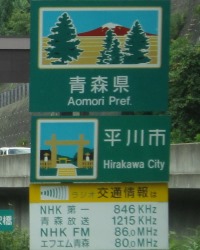 青森県
Aomori Pref.
平川市
Hirakawa City
ラジオ交通情報は
NHK 第一 846 KHz
青森放送 1215 KHz
NHK FM 86.0 MHz
エフエム青森 80.0 MHz